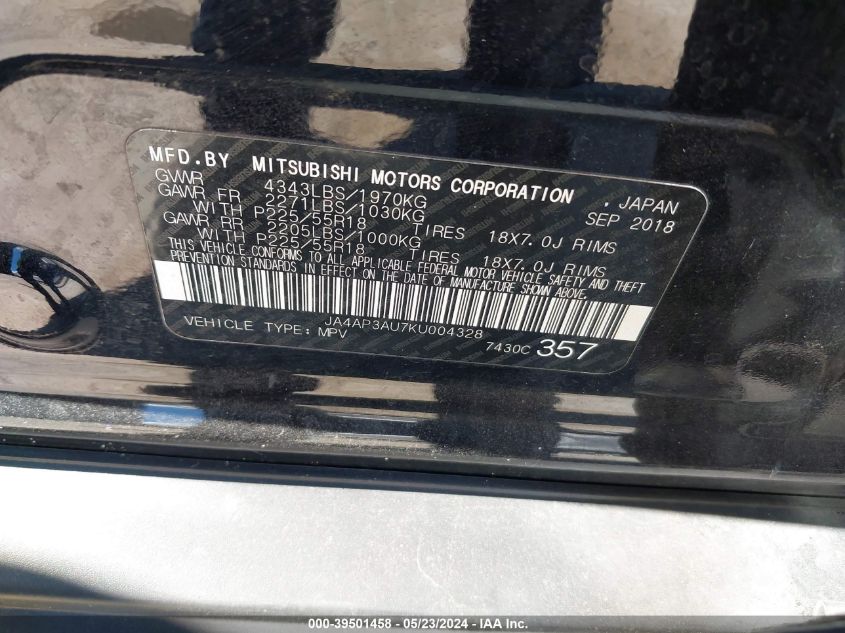 MFD.BY MITSUBISHI MOTORS CORPORATION , JAPAN
GVWR 4343LBS/1970KG SEP 2018
GAWR FR 2271LBS/1030KG
WITH P225/55R18 TIRES 18X7.0J RIMS
GAWR RR 2205LBS/1000KG
WITH P225/55R18 TIRES 18X7.0J RIMS
THIS VEHICLE CONFORMS TO ALL APPLICABLE FEDERAL MOTOR VEHICLE SAFETY AND THEFT
PREVENTION STANDARDS IN EFFECT ON THE DATE OF MANUFACTURE SHOWN ABOVE.
JA4AP3AU7KU004328
VEHICLE TYPE: MPV 7430C 357
000-39501458 - 05/23/2024 - IAA Inc.